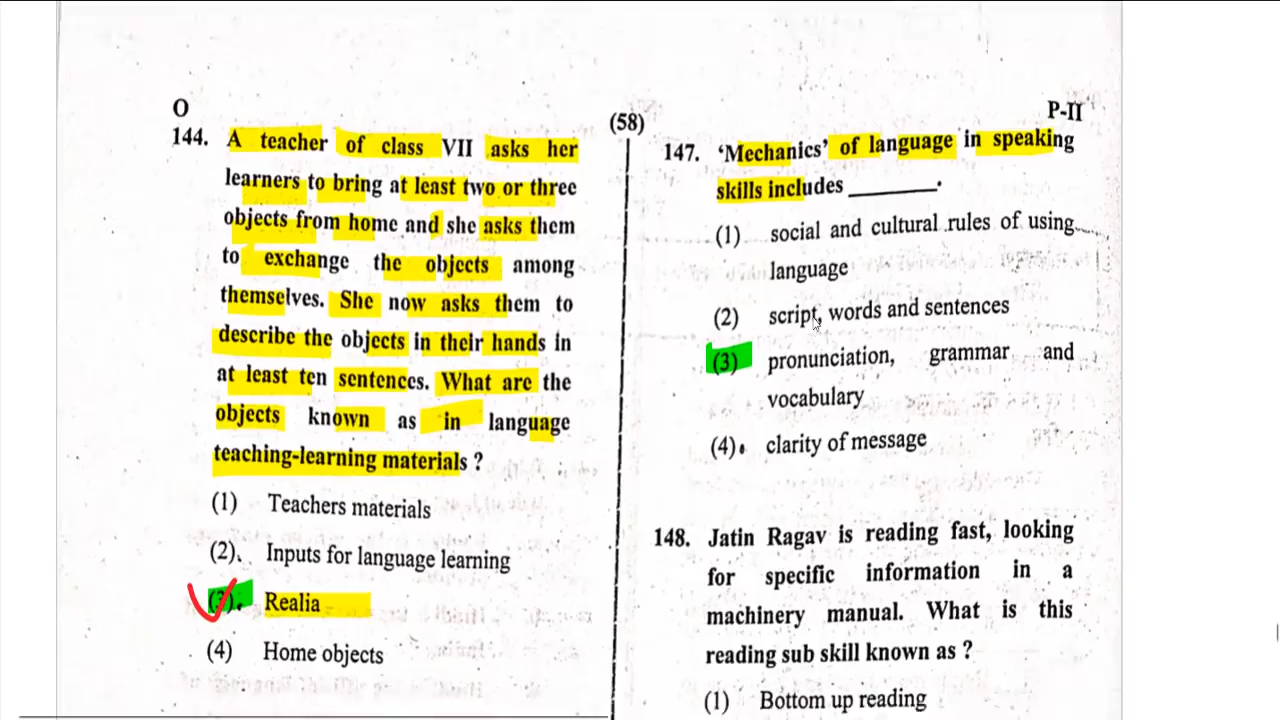 O
144. A teacher of class VII asks her
learners to bring at least two or three
objects from home and she asks them
to exchange the objects among
themselves. She now asks them to
describe the objects in their hands in
at least ten sentences. What are the
objects known as in language
teaching-learning materials ?
(1) Teachers materials
(2). Inputs for language learning
(3). Realia
(4) Home objects
(58)
P-II
147. 'Mechanics' of language in speaking
skills includes ________.
(1) social and cultural rules of using
language
(2) script, words and sentences
(3) pronunciation, grammar and
vocabulary
(4). clarity of message
148. Jatin Ragav is reading fast, looking
for specific information in a
machinery manual. What is this
reading sub skill known as ?
(1) Bottom up reading